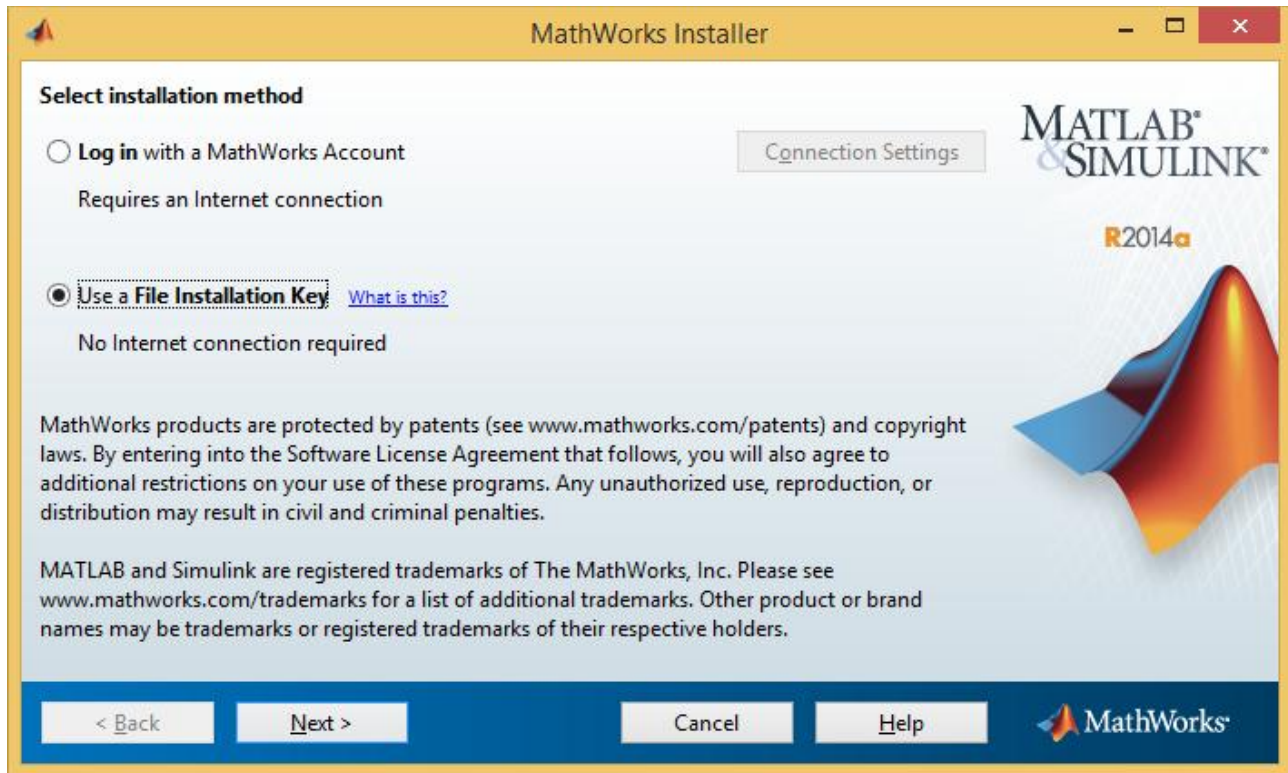 MathWorks Installer
Select installation method
Log in with a MathWorks Account
Connection Settings
Requires an Internet connection
Use a File Installation Key What is this?
No Internet connection required
MathWorks products are protected by patents (see www.mathworks.com/patents) and copyright
laws. By entering into the Software License Agreement that follows, you will also agree to
additional restrictions on your use of these programs. Any unauthorized use, reproduction, or
distribution may result in civil and criminal penalties.
MATLAB and Simulink are registered trademarks of The MathWorks, Inc. Please see
www.mathworks.com/trademarks for a list of additional trademarks. Other product or brand
names may be trademarks or registered trademarks of their respective holders.
MATLAB®
&SIMULINK®
R2014a
< Back
Next >
Cancel
Help
MathWorks®